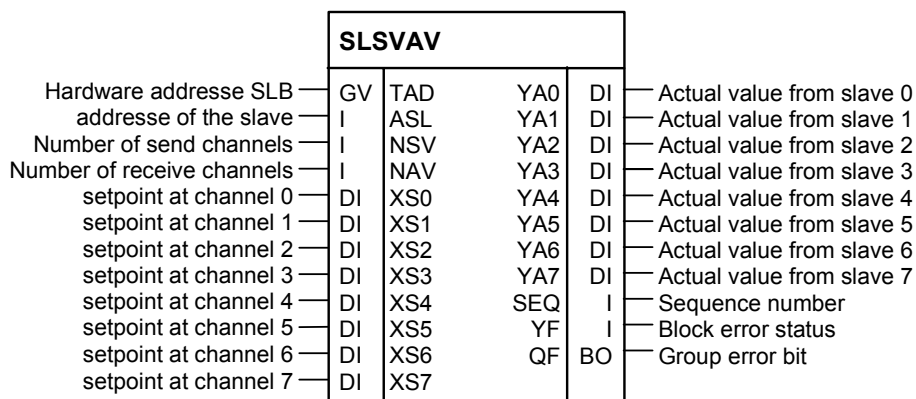 SLSVAV
Hardware addresse SLB GV TAD YA0 DI Actual value from slave 0
addresse of the slave I ASL YA1 DI Actual value from slave 1
Number of send channels I NSV YA2 DI Actual value from slave 2
Number of receive channels I NAV YA3 DI Actual value from slave 3
setpoint at channel 0 DI XS0 YA4 DI Actual value from slave 4
setpoint at channel 1 DI XS1 YA5 DI Actual value from slave 5
setpoint at channel 2 DI XS2 YA6 DI Actual value from slave 6
setpoint at channel 3 DI XS3 YA7 DI Actual value from slave 7
setpoint at channel 4 DI XS4 SEQ I Sequence number
setpoint at channel 5 DI XS5 YF I Block error status
setpoint at channel 6 DI XS6 QF BO Group error bit
setpoint at channel 7 DI XS7